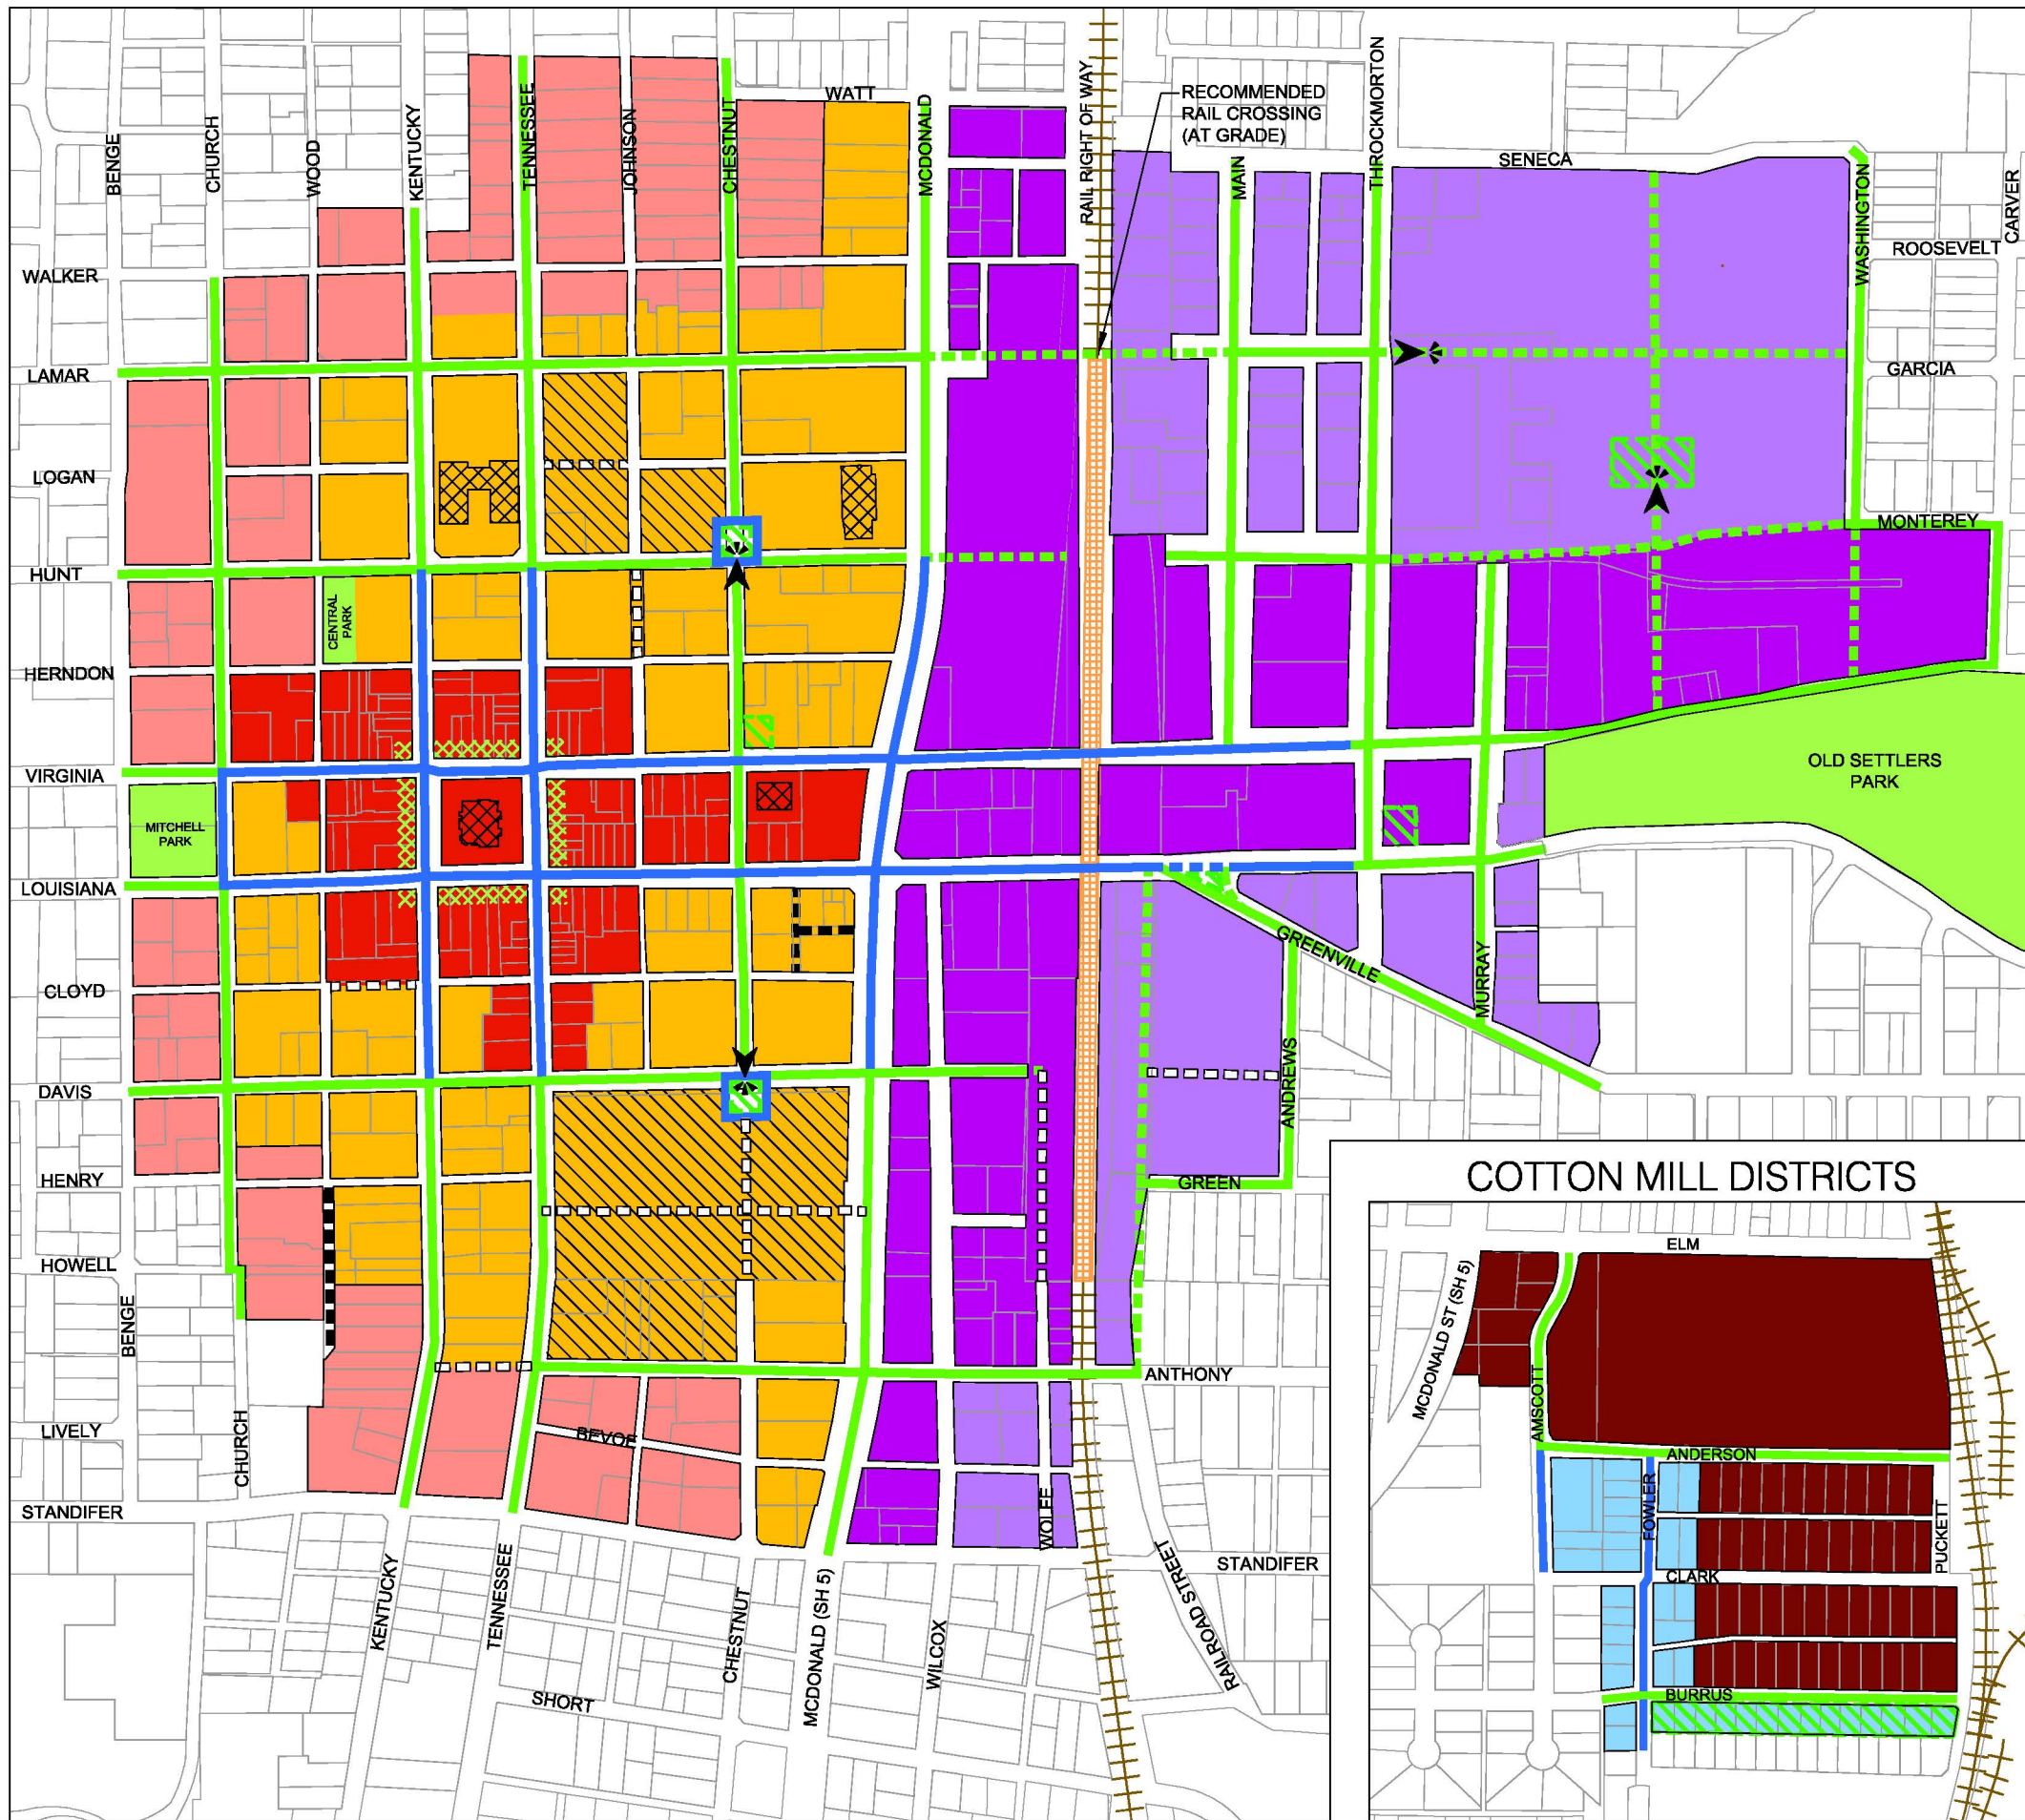 WATT
RECOMMENDED
RAIL CROSSING
(AT GRADE)
BENGE
CHURCH
WOOD
KENTUCKY
TENNESSEE
JOHNSON
CHESTNUT
MCDONALD
RAIL RIGHT OF WAY
MAIN
THROCKMORTON
SENECA
WASHINGTON
CARVER
ROOSEVELT
WALKER
GARCIA
LAMAR
LOGAN
MONTEREY
HUNT
CENTRAL
PARK
HERNDON
VIRGINIA
OLD SETTLERS
PARK
MITCHELL
PARK
LOUISIANA
GREENVILLE
MURRAY
CLOYD
ANDREWS
DAVIS
HENRY
GREEN
HOWELL
BENGE
ANTHONY
CHURCH
LIVELY
BEVOE
WOLFE
STANDIFER
STANDIFER
KENTUCKY
TENNESSEE
CHESTNUT
MCDONALD (SH 5)
WILCOX
RAILROAD STREET
SHORT
COTTON MILL DISTRICTS
ELM
MCDONALD ST (SH 5)
AMSCOTT
ANDERSON
FOWLER
PUCKETT
CLARK
BURRUS